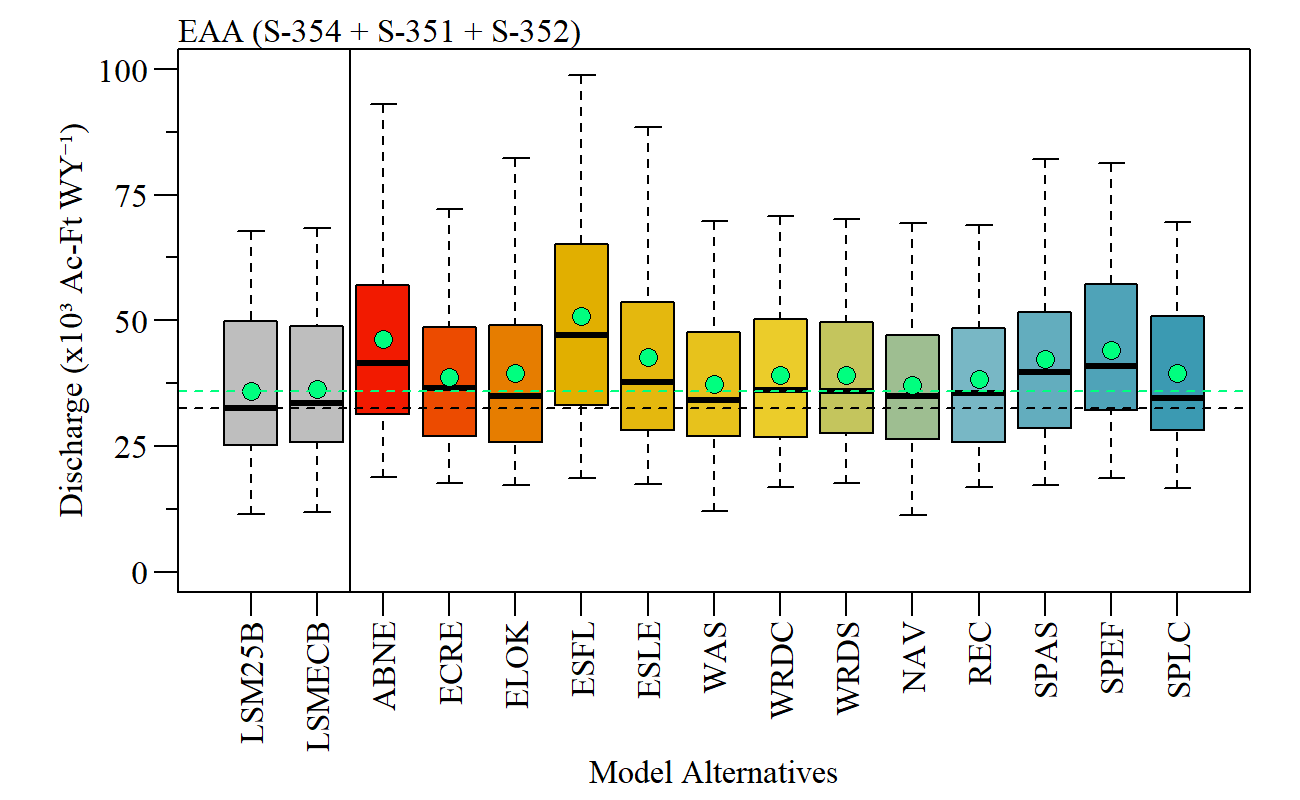 EAA (S-354 + S-351 + S-352)
Discharge (x10³ Ac-Ft WY⁻¹)
100
75
50
25
0
LSM25B
LSMECB
ABNE
ECRE
ELOK
ESFL
ESLE
WAS
WRDC
WRDS
NAV
REC
SPAS
SPEF
SPLC
Model Alternatives